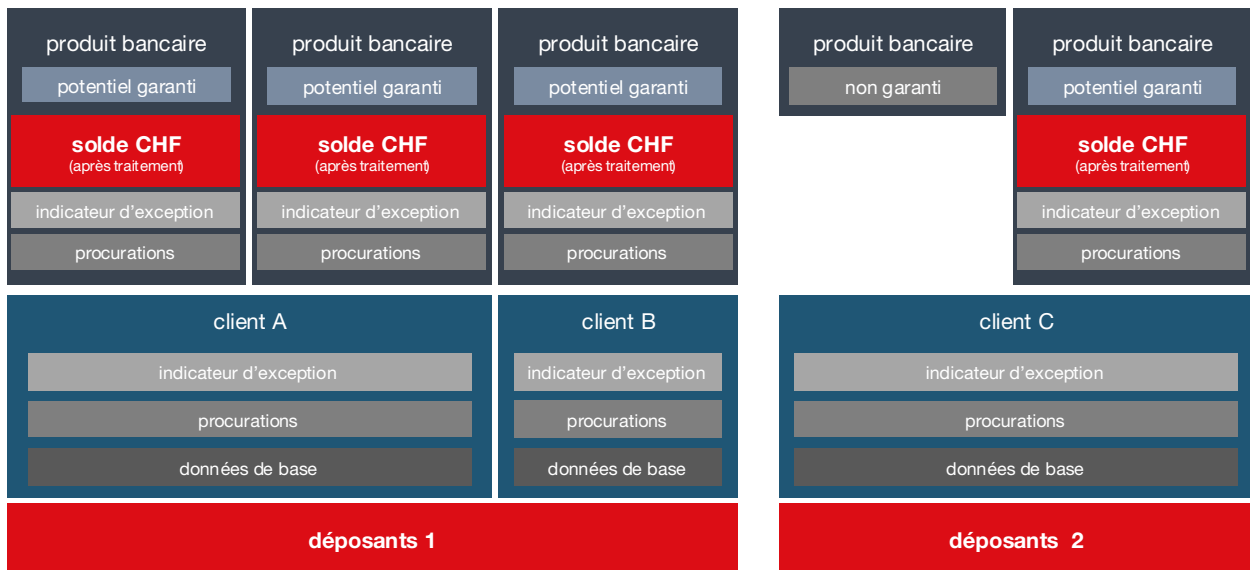 produit bancaire
potentiel garanti
solde CHF
(après traitement)
indicateur d'exception
procurations
produit bancaire
potentiel garanti
solde CHF
(après traitement)
indicateur d'exception
procurations
produit bancaire
potentiel garanti
solde CHF
(après traitement)
indicateur d'exception
procurations
produit bancaire
non garanti
produit bancaire
potentiel garanti
solde CHF
(après traitement)
indicateur d'exception
procurations
client A
indicateur d'exception
procurations
données de base
client B
indicateur d'exception
procurations
données de base
client C
indicateur d'exception
procurations
données de base
déposants 1
déposants 2